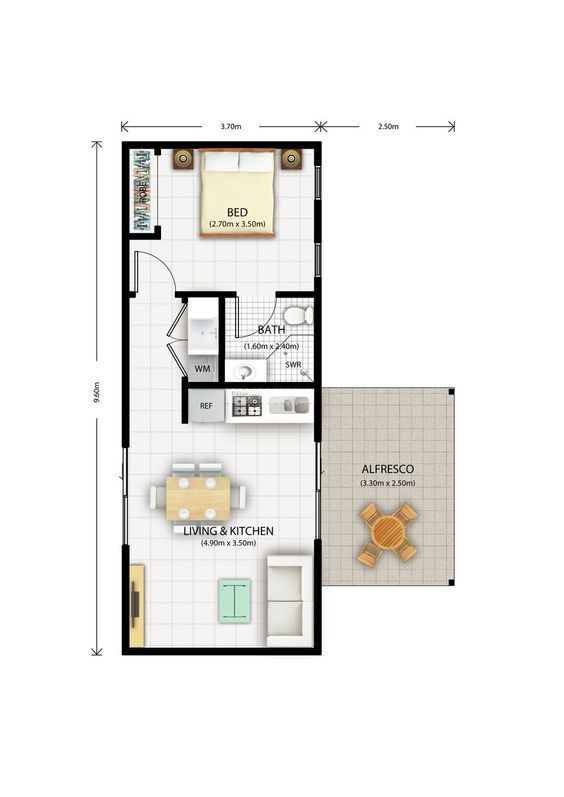 3.70m
2.50m
ROBE
BED
(2.70m x 3.50m)
BATH
(1.60m x 2.40m)
SWR
WM
9.60m
REF
ALFRESCO
(3.30m x 2.50m)
LIVING & KITCHEN
(4.90m x 3.50m)